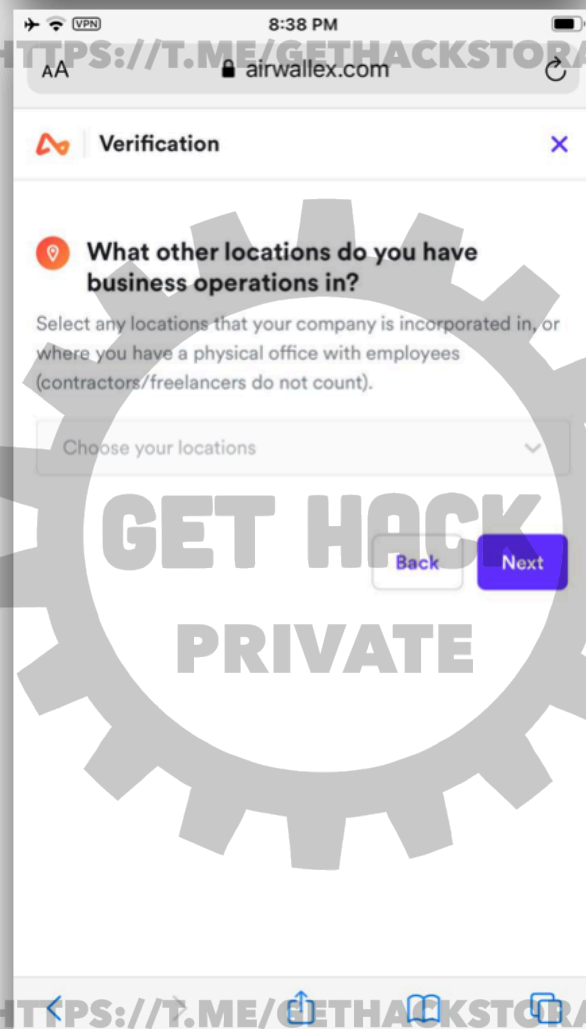 VPN
8:38 PM
HTTPS://T.ME/GETHACKSTOR
AA
airwallex.com
Verification
What other locations do you have
business operations in?
Select any locations that your company is incorporated in, or
where you have a physical office with employees
(contractors/freelancers do not count).
Choose your locations
GET HACK
Back
Next
PRIVATE
HTTPS://T.ME/GETHACKSTOR